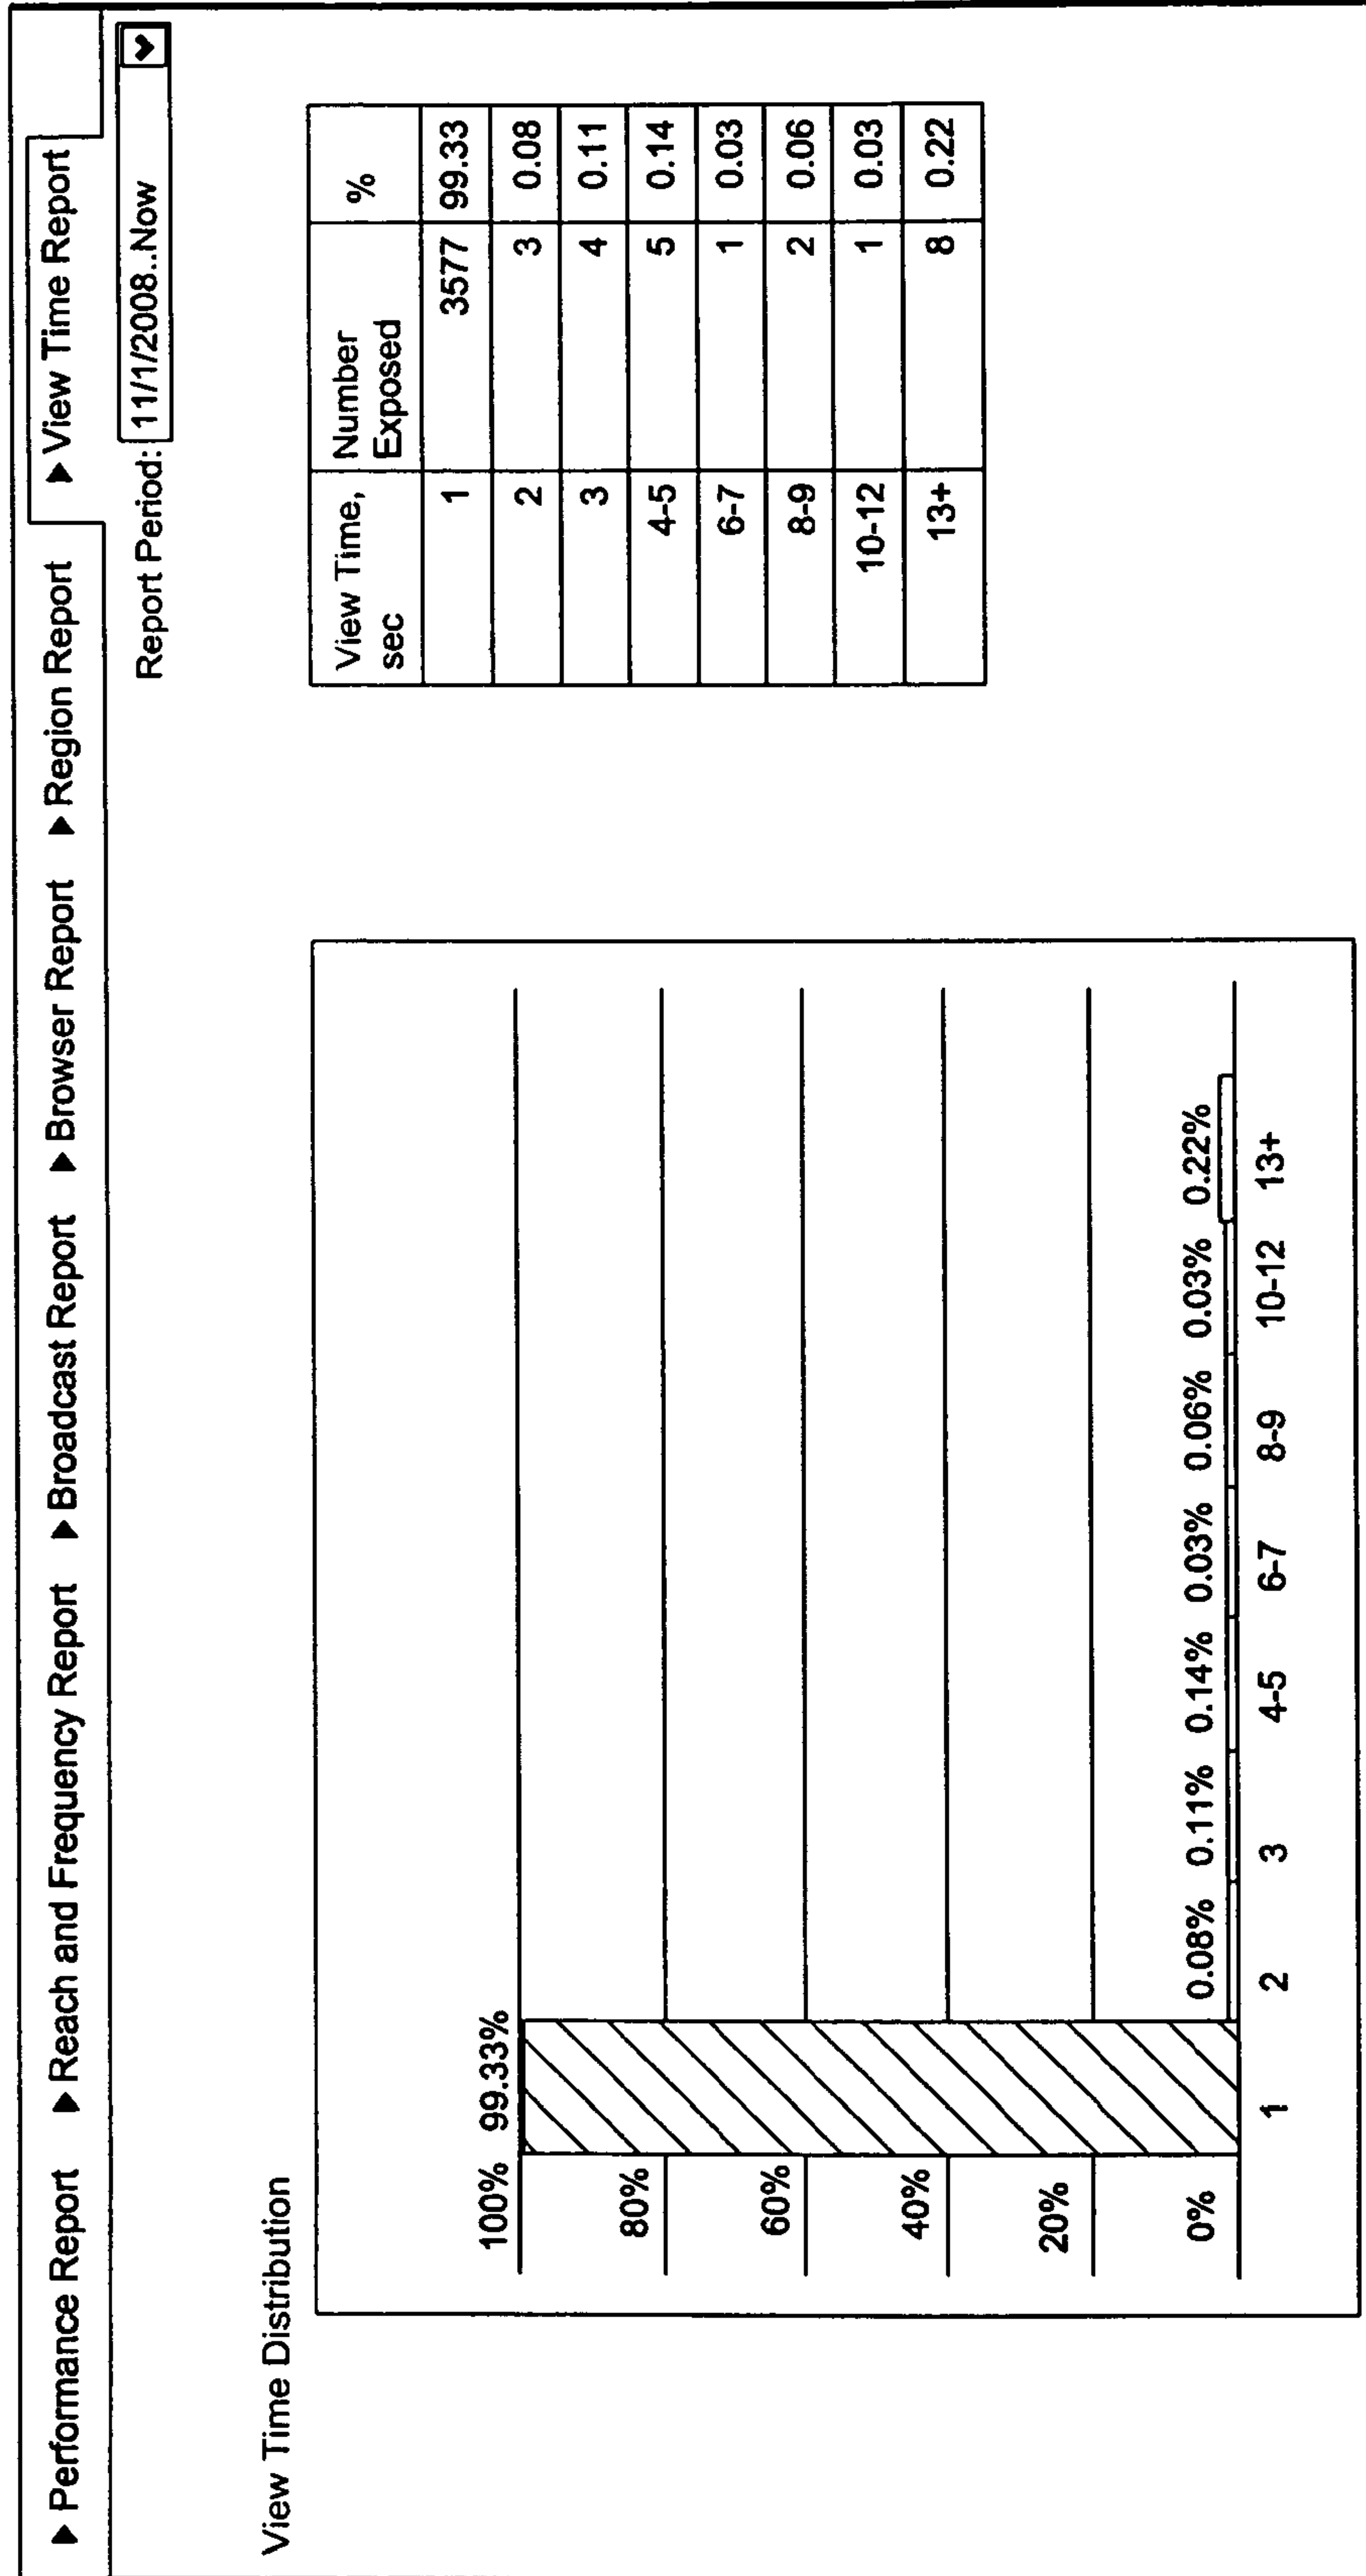 ▶ Performance Report ▶ Reach and Frequency Report ▶ Broadcast Report ▶ Browser Report ▶ Region Report ▶ View Time Report
Report Period: 11/1/2008..Now
View Time Distribution
100% 99.33%
80%
60%
40%
20%
0% 0.08% 0.11% 0.14% 0.03% 0.06% 0.03% 0.22%
1 2 3 4-5 6-7 8-9 10-12 13+
View Time, sec Number Exposed %
1 3577 99.33
2 3 0.08
3 4 0.11
4-5 5 0.14
6-7 1 0.03
8-9 2 0.06
10-12 1 0.03
13+ 8 0.22